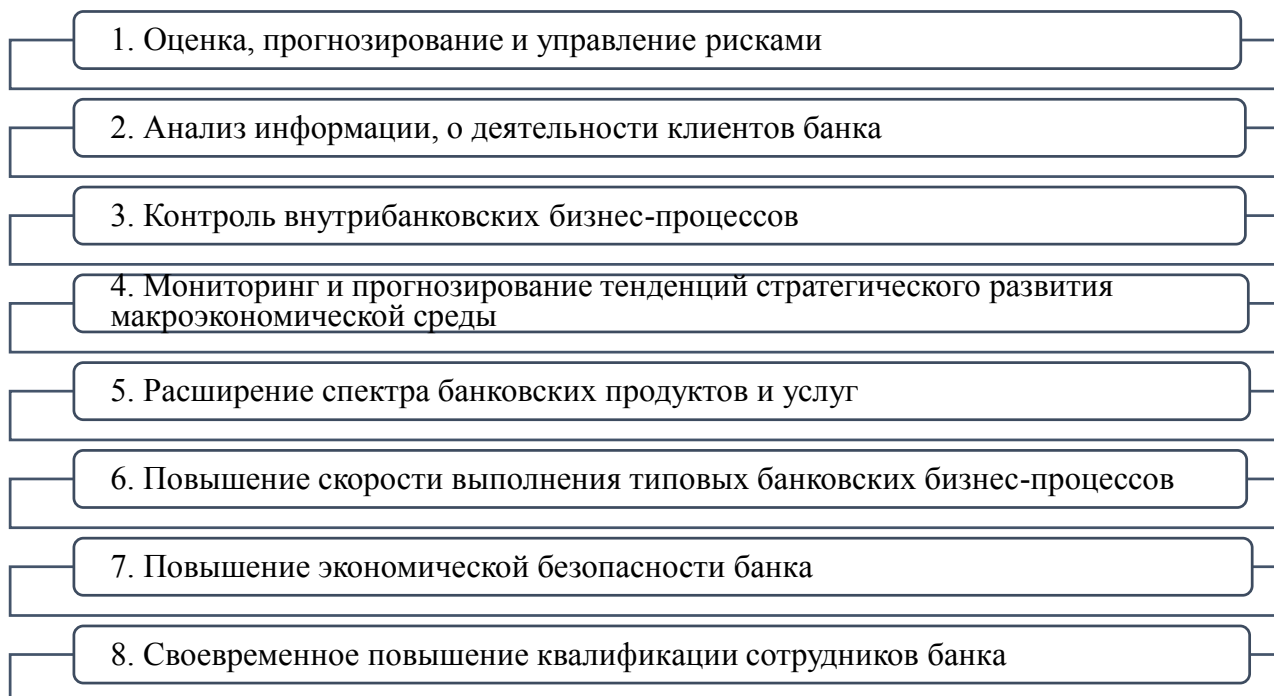 1. Оценка, прогнозирование и управление рисками
2. Анализ информации, о деятельности клиентов банка
3. Контроль внутрибанковских бизнес-процессов
4. Мониторинг и прогнозирование тенденций стратегического развития
макроэкономической среды
5. Расширение спектра банковских продуктов и услуг
6. Повышение скорости выполнения типовых банковских бизнес-процессов
7. Повышение экономической безопасности банка
8. Своевременное повышение квалификации сотрудников банка